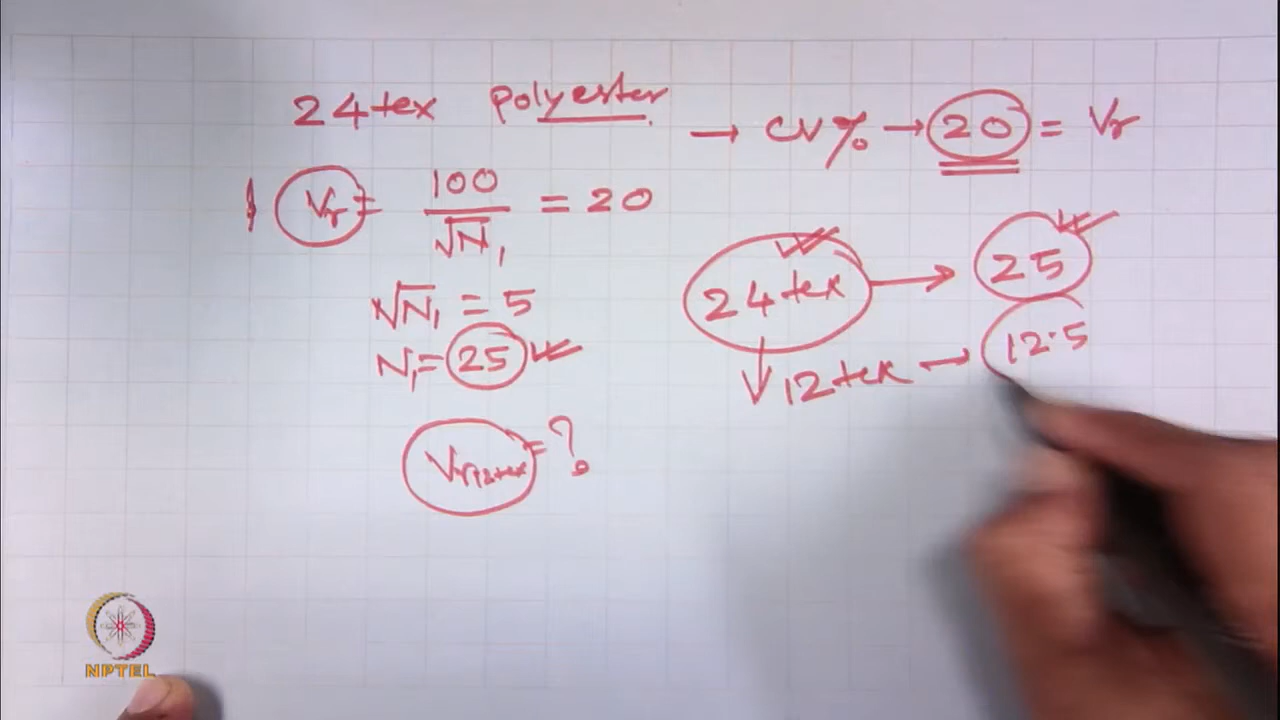 24 tex polyester → CV% → 20 = Vr
Vr = 100/√N₁ = 20
√N₁ = 5
N₁ = 25
Vr12tex = ?
24 tex → 25
↓ 12 tex → 12.5
NPTEL